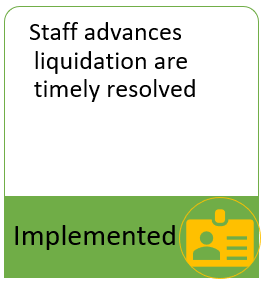 Staff advances
liquidation are
timely resolved
Implemented